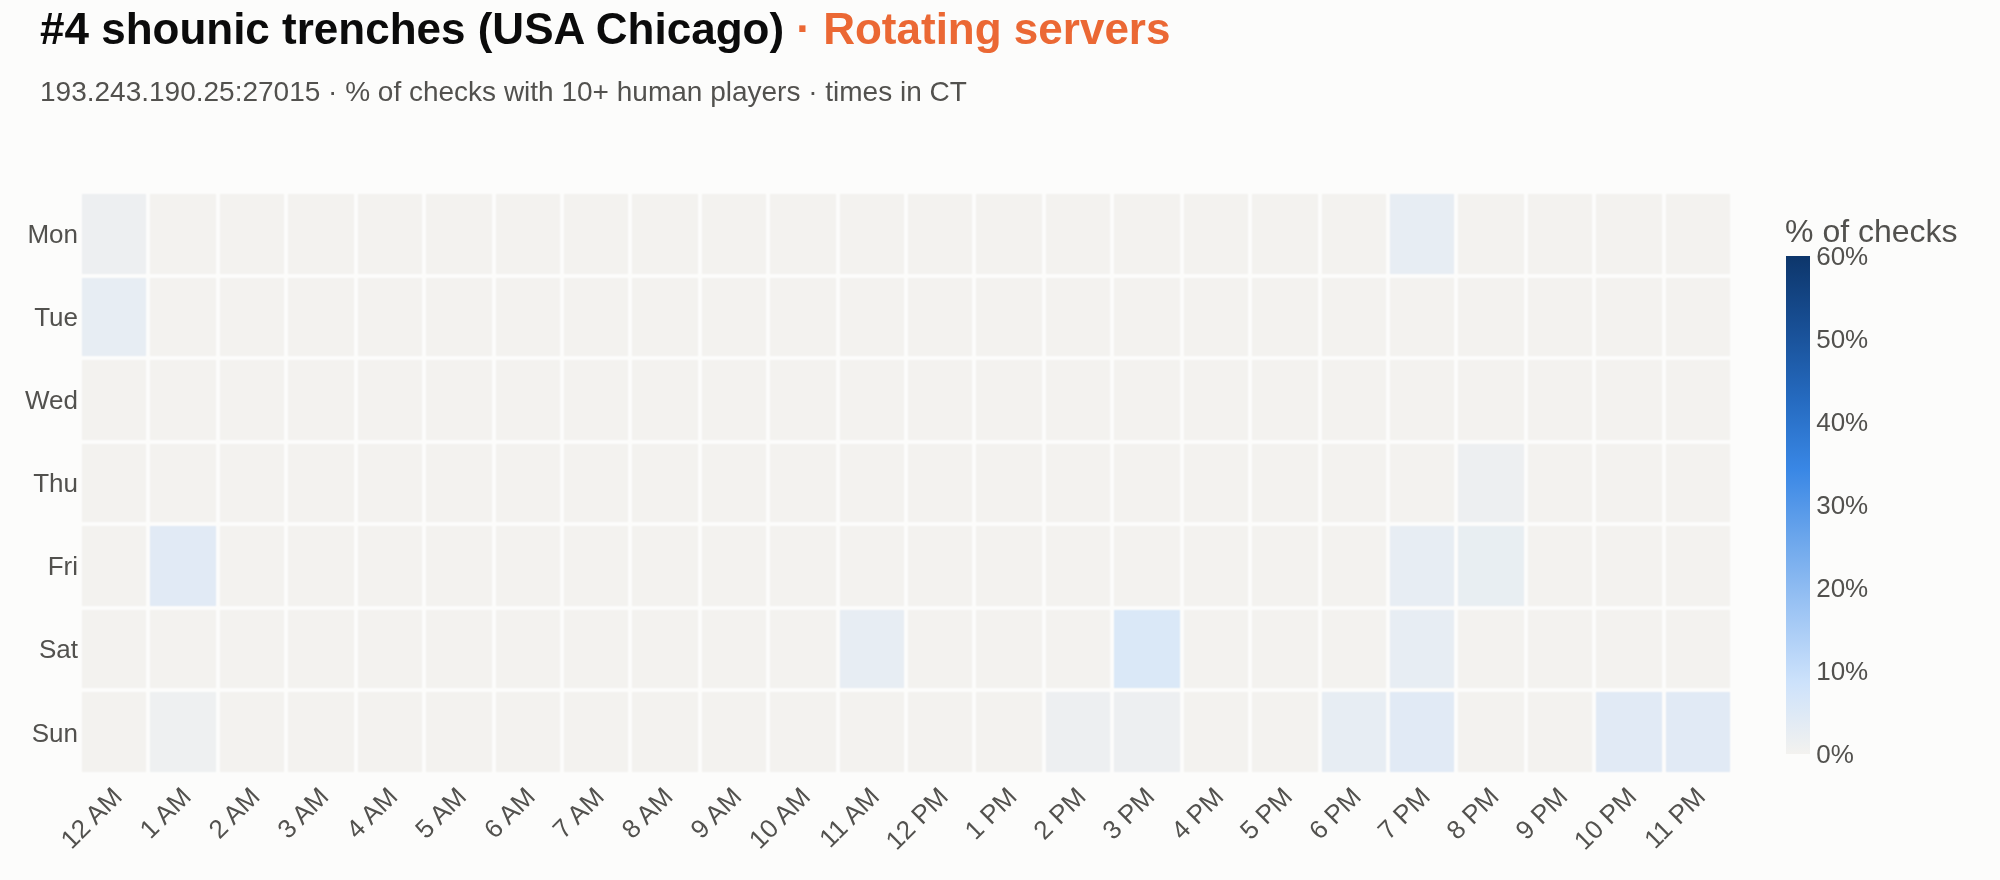 #4 shounic trenches (USA Chicago) · Rotating servers
193.243.190.25:27015 · % of checks with 10+ human players · times in CT
% of checks
60%
50%
40%
30%
20%
10%
0%
Mon
Tue
Wed
Thu
Fri
Sat
Sun
12 AM
1 AM
2 AM
3 AM
4 AM
5 AM
6 AM
7 AM
8 AM
9 AM
10 AM
11 AM
12 PM
1 PM
2 PM
3 PM
4 PM
5 PM
6 PM
7 PM
8 PM
9 PM
10 PM
11 PM